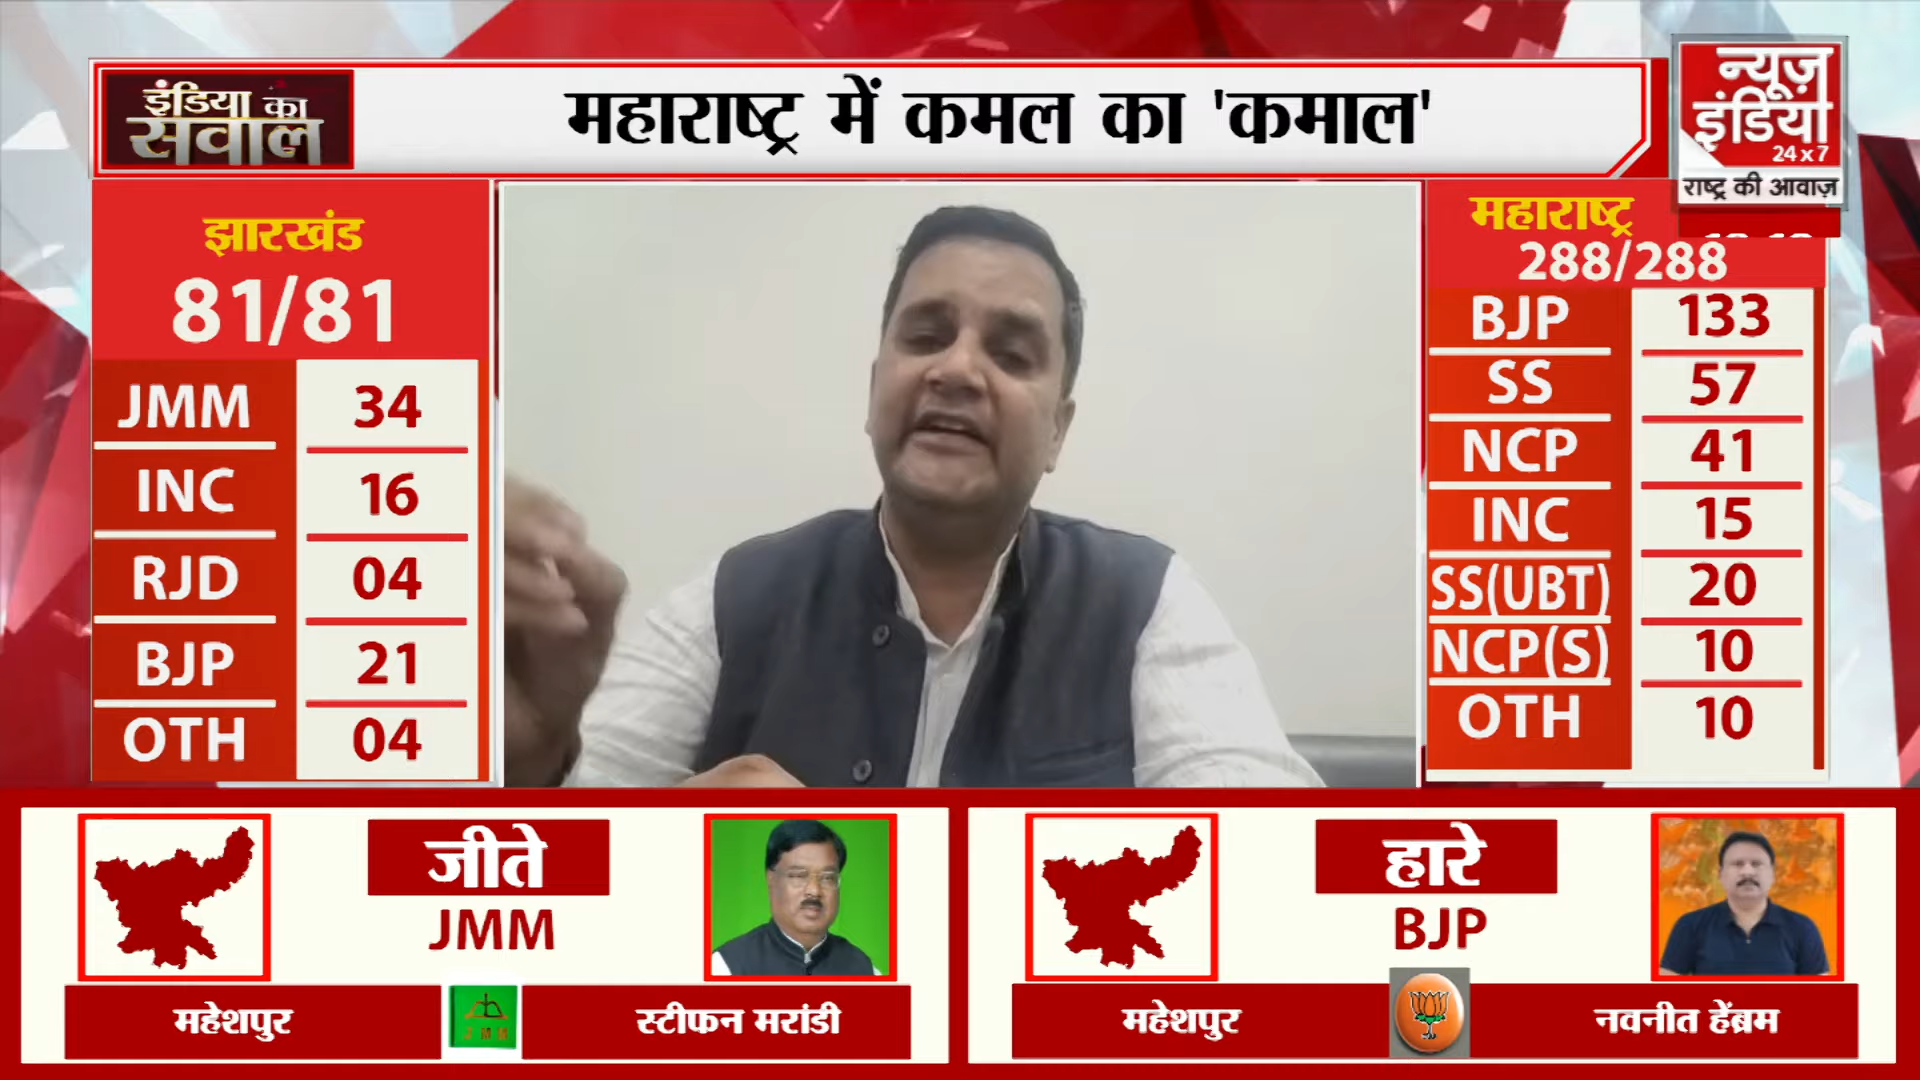 इंडिया का
सवाल
महाराष्ट्र में कमल का 'कमाल'
न्यूज़
इंडिया
24x7
राष्ट्र की आवाज़
झारखंड
81/81
JMM 34
INC 16
RJD 04
BJP 21
OTH 04
महाराष्ट्र
288/288
BJP 133
SS 57
NCP 41
INC 15
SS(UBT) 20
NCP(S) 10
OTH 10
जीते
JMM
महेशपुर
JMM
स्टीफन मरांडी
हारे
BJP
महेशपुर
नवनीत हेंब्रम